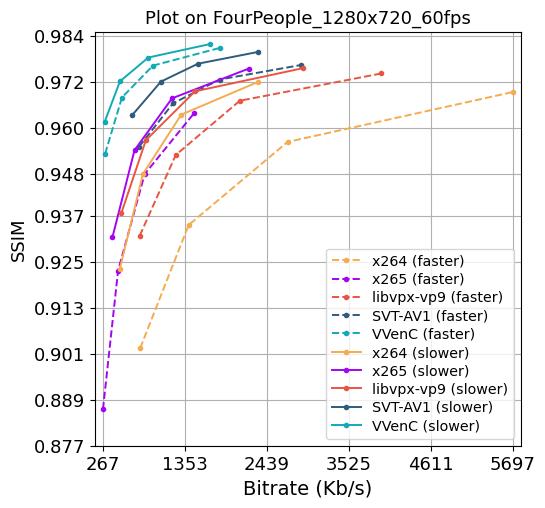 Plot on FourPeople_1280x720_60fps
0.984
0.972
0.960
0.948
0.937
0.925
0.913
0.901
0.889
0.877
SSIM
x264 (faster)
x265 (faster)
libvpx-vp9 (faster)
SVT-AV1 (faster)
VVenC (faster)
x264 (slower)
x265 (slower)
libvpx-vp9 (slower)
SVT-AV1 (slower)
VVenC (slower)
267 1353 2439 3525 4611 5697
Bitrate (Kb/s)